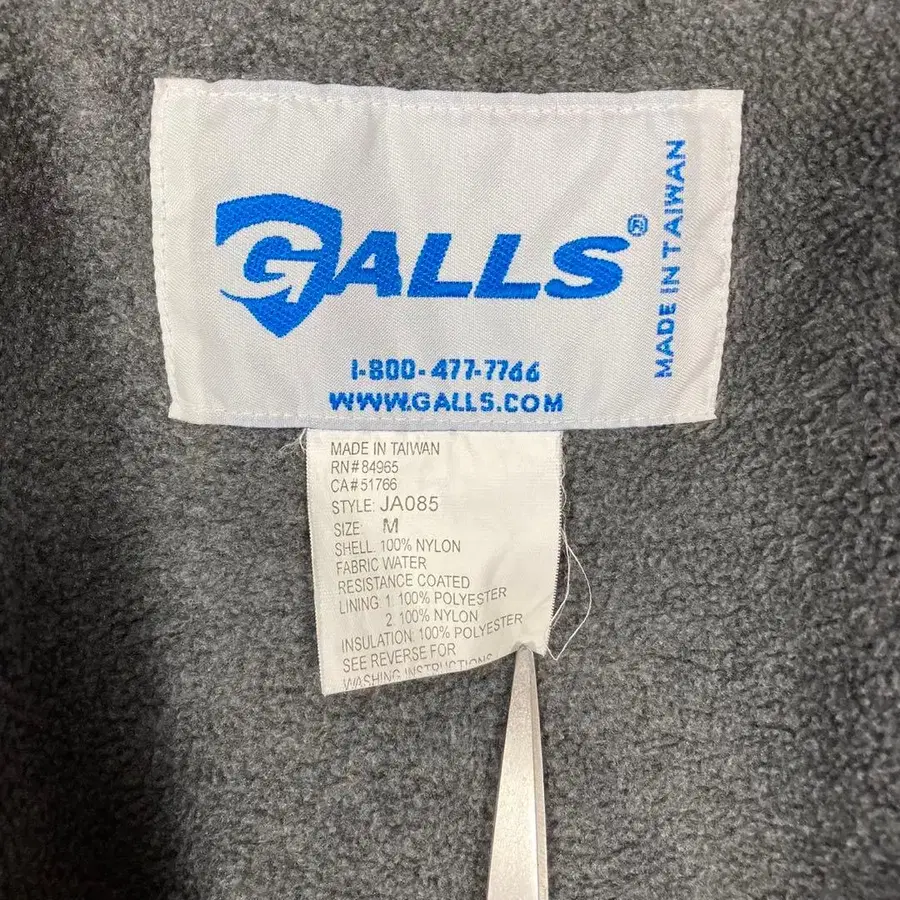 GALLS®
MADE IN TAIWAN
1-800-477-7766
WWW.GALLS.COM
MADE IN TAIWAN
RN# 84965
CA# 51766
STYLE: JA085
SIZE: M
SHELL: 100% NYLON
FABRIC WATER
RESISTANCE COATED
LINING: 1. 100% POLYESTER
2. 100% NYLON
INSULATION: 100% POLYESTER
SEE REVERSE FOR
WASHING INSTRUCTIONS